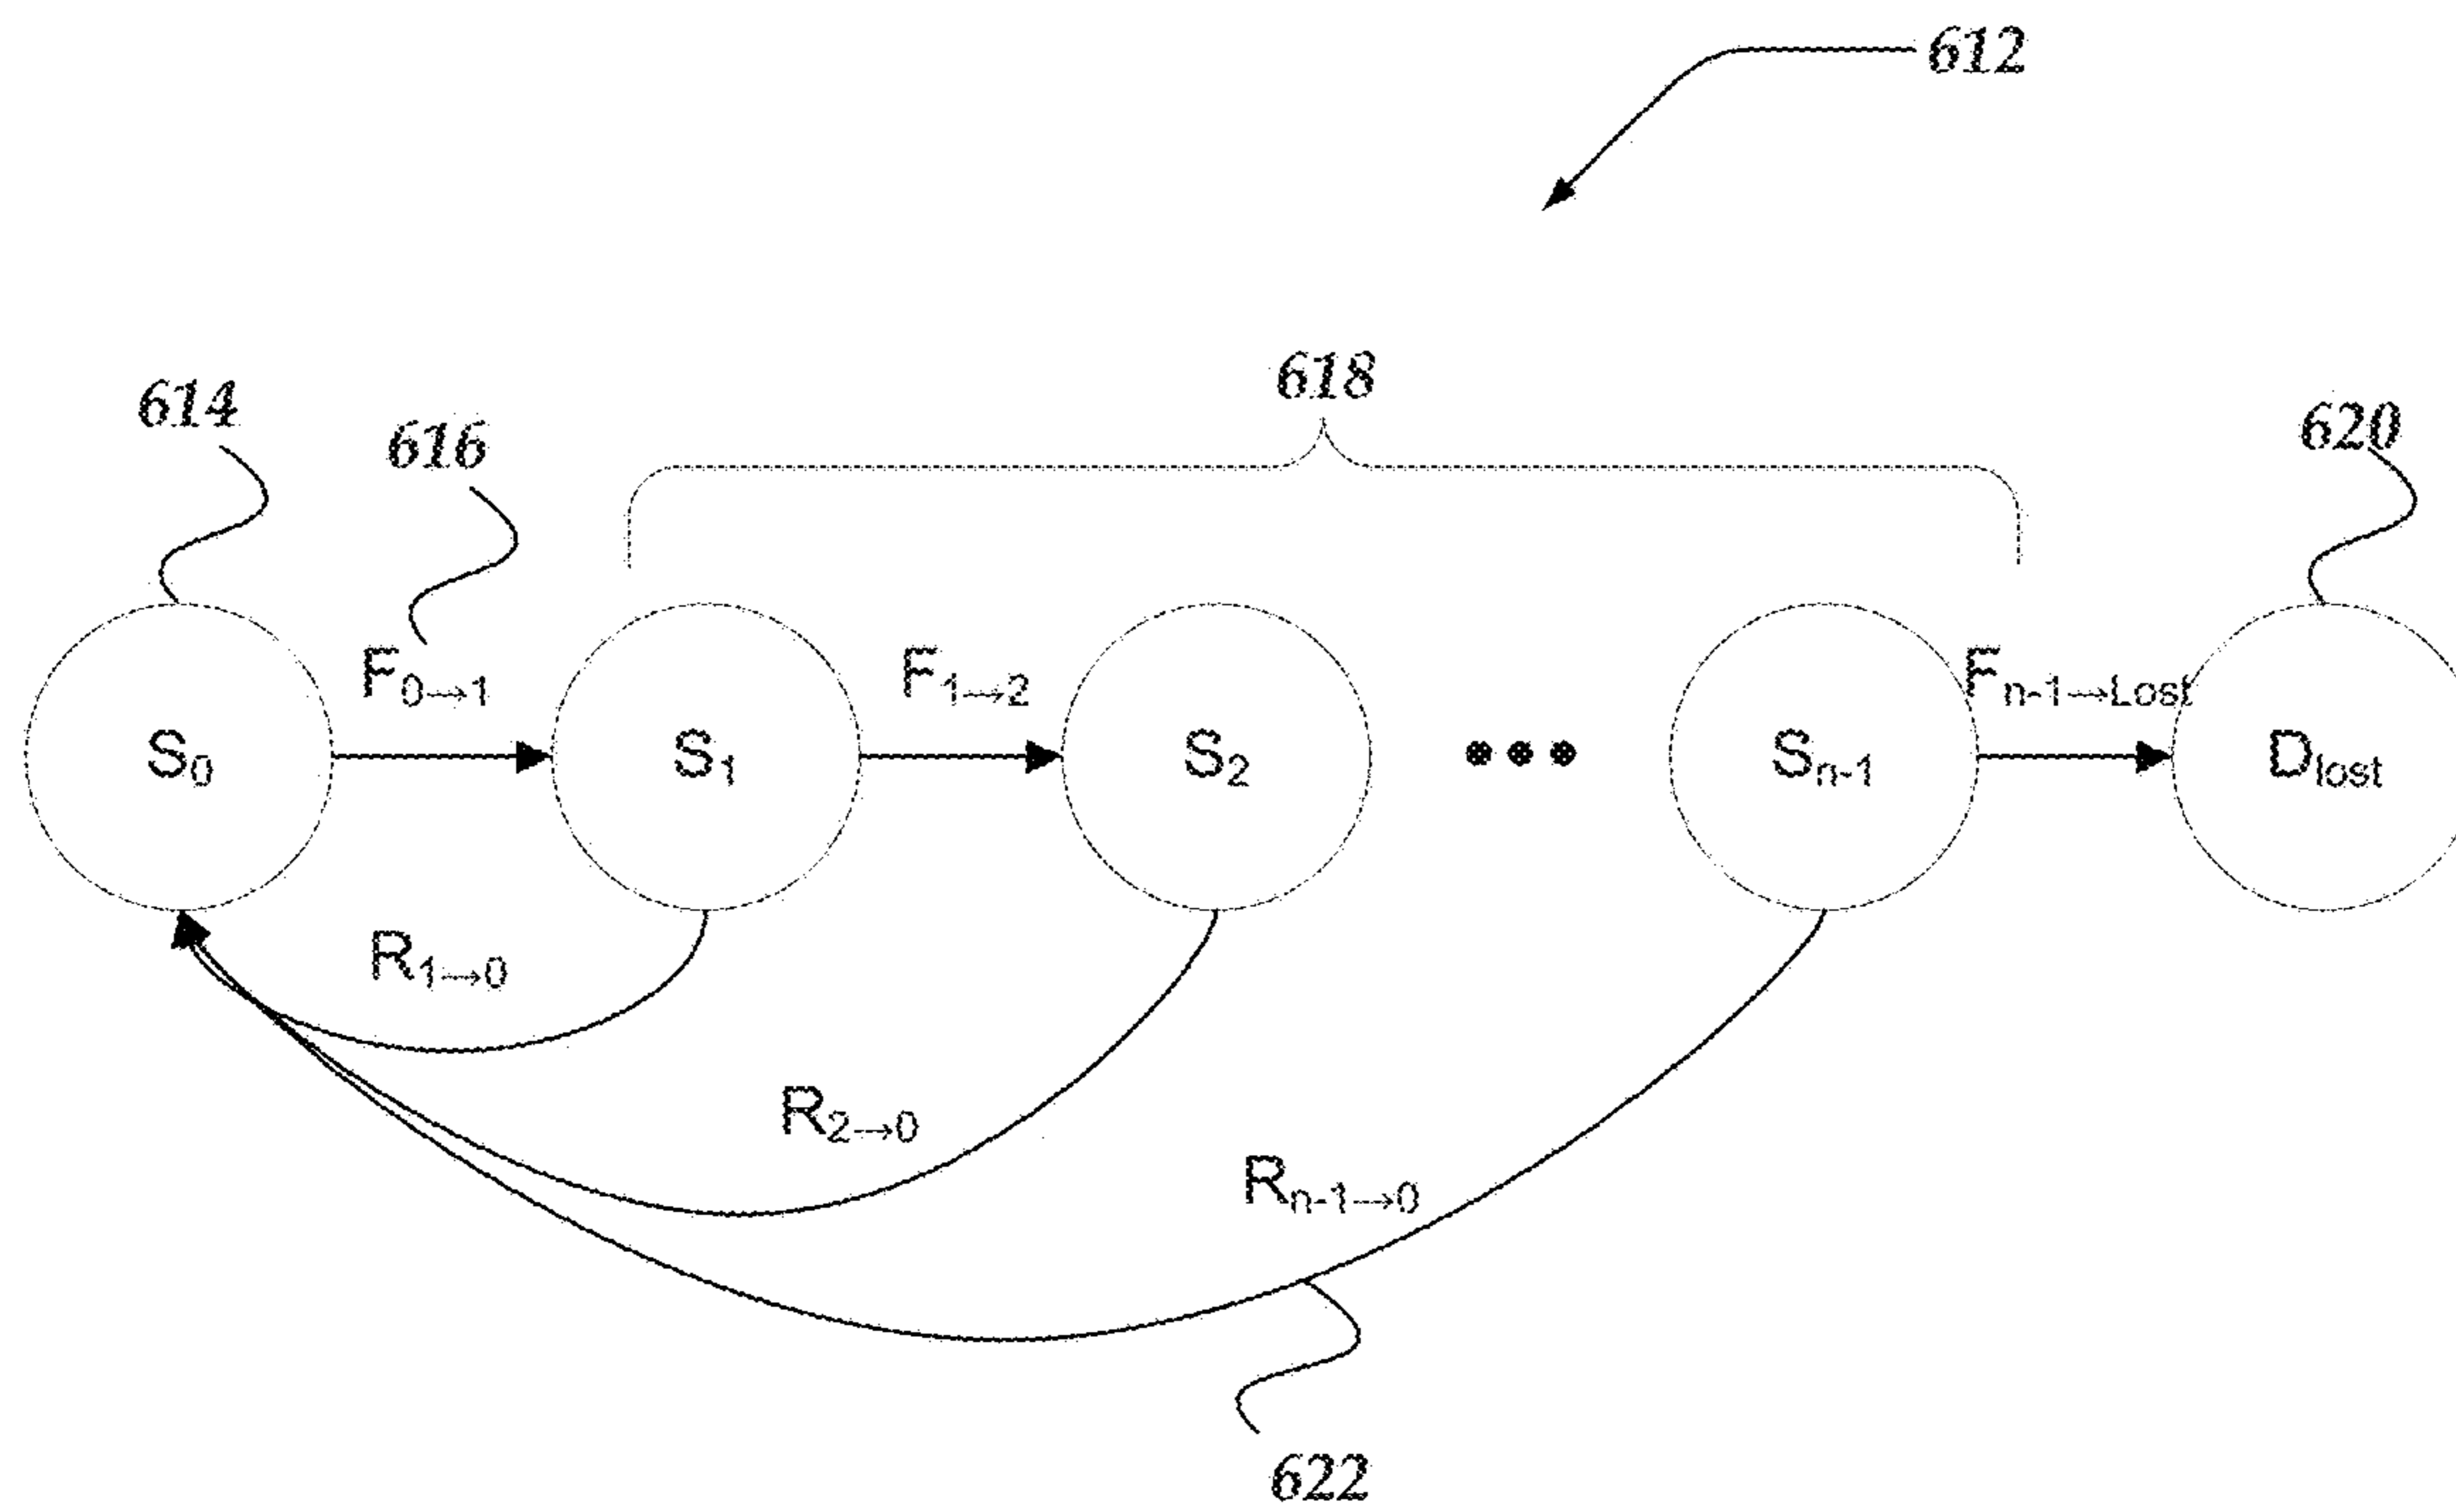 612
618
614
620
616
F0→1
F1→2
Fn-1→Lost
S0
S1
S2
•••
Sn-1
Dlost
R1→0
R2→0
Rn-1→0
622